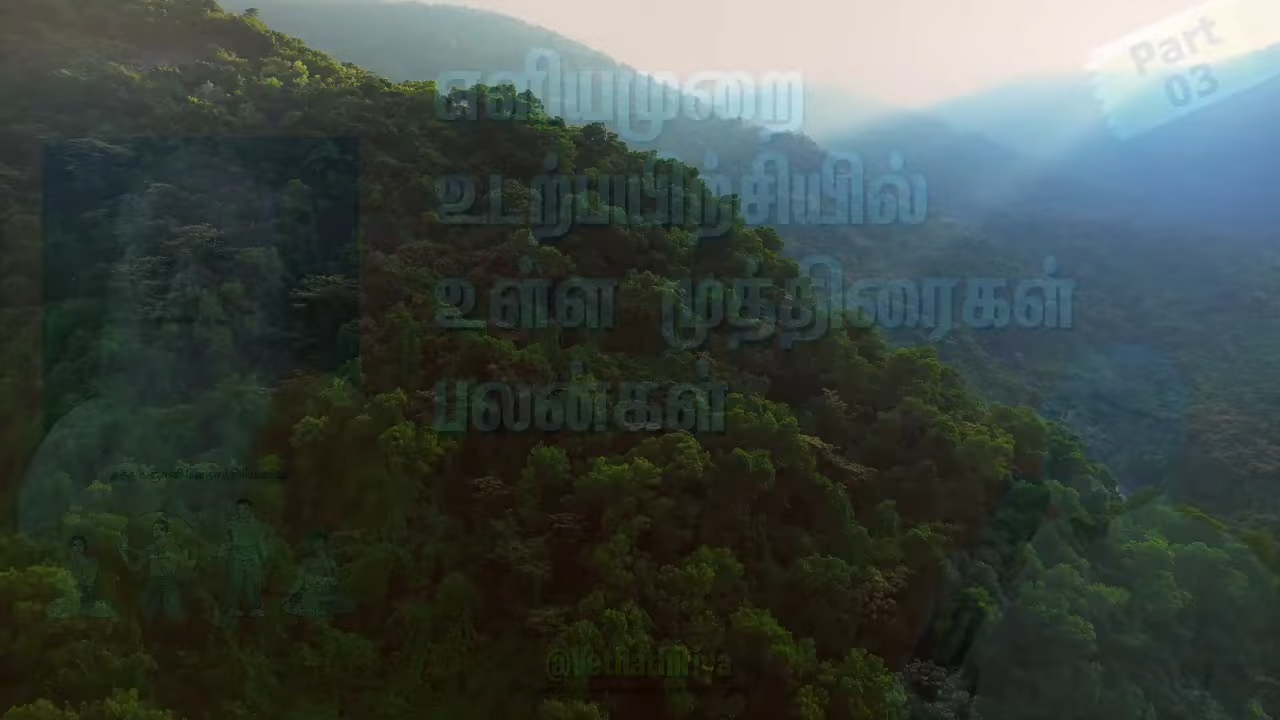 Part
03
எளியமுறை
உடற்பயிற்சியில்
உள்ள முத்திரைகள்
பலன்கள்